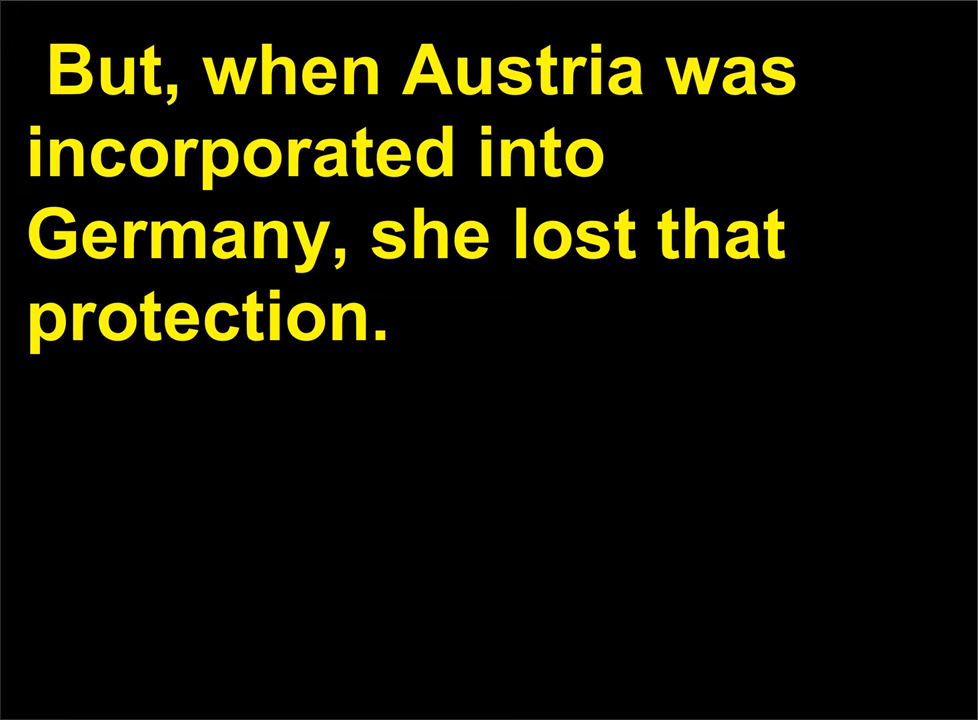 But, when Austria was
incorporated into
Germany, she lost that
protection.